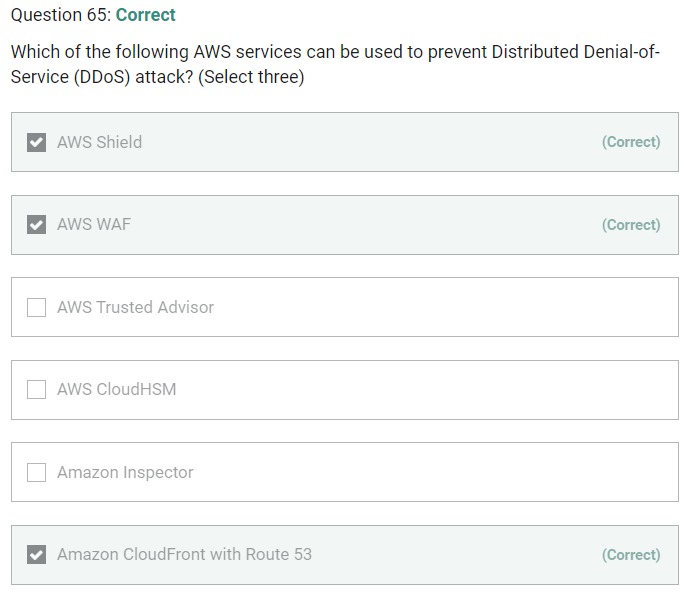 Question 65: Correct
Which of the following AWS services can be used to prevent Distributed Denial-of-
Service (DDoS) attack? (Select three)
AWS Shield (Correct)
AWS WAF (Correct)
AWS Trusted Advisor
AWS CloudHSM
Amazon Inspector
Amazon CloudFront with Route 53 (Correct)